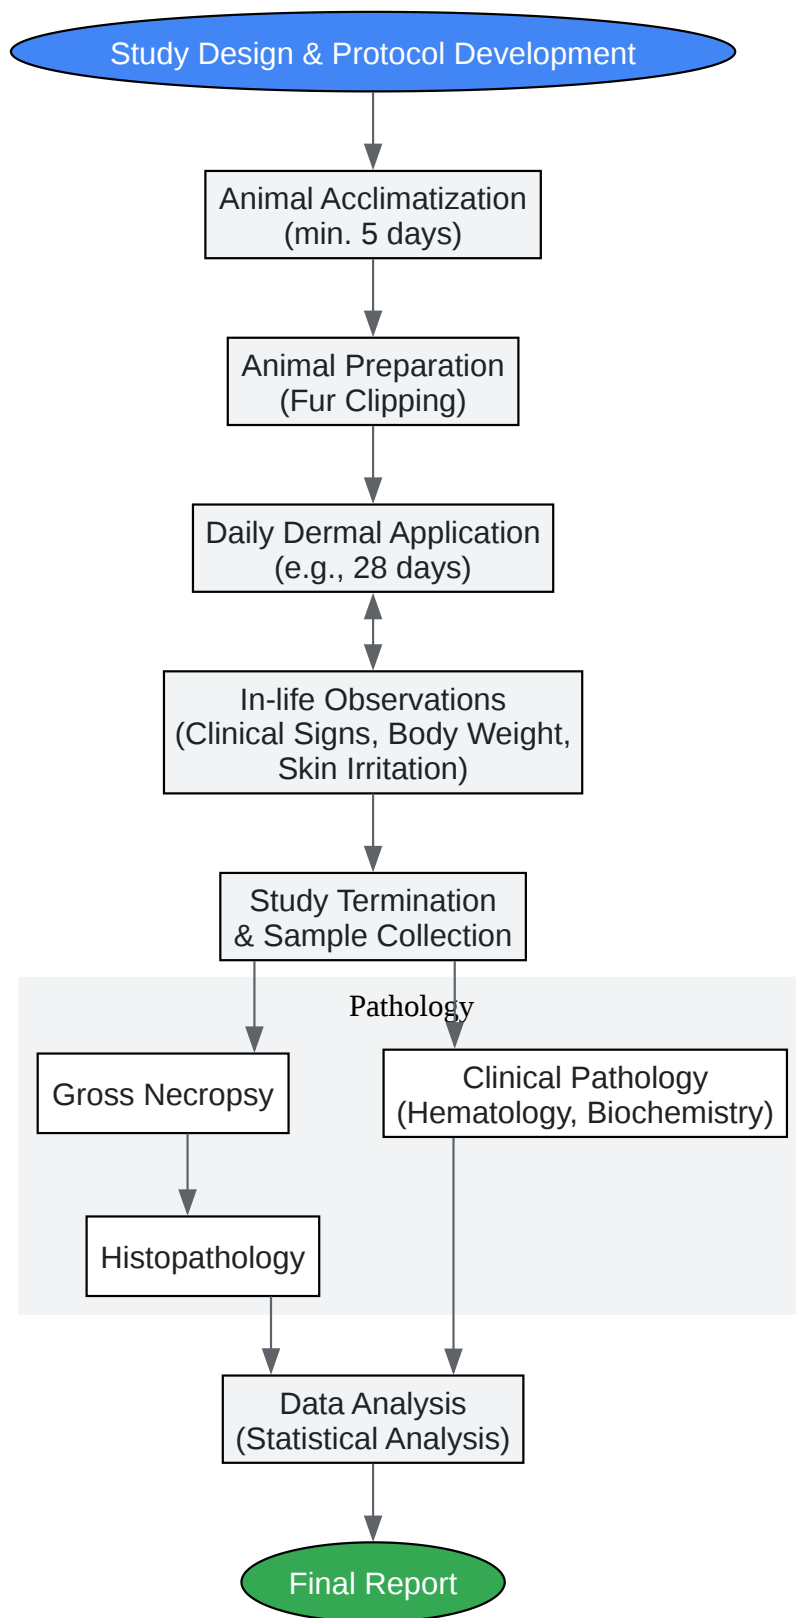 Study Design & Protocol Development
Animal Acclimatization
(min. 5 days)
Animal Preparation
(Fur Clipping)
Daily Dermal Application
(e.g., 28 days)
In-life Observations
(Clinical Signs, Body Weight,
Skin Irritation)
Study Termination
& Sample Collection
Pathology
Gross Necropsy
Clinical Pathology
(Hematology, Biochemistry)
Histopathology
Data Analysis
(Statistical Analysis)
Final Report